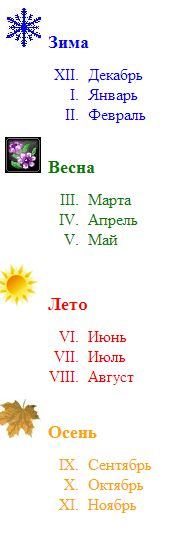 Зима
XII. Декабрь
I. Январь
II. Февраль
Весна
III. Марта
IV. Апрель
V. Май
Лето
VI. Июнь
VII. Июль
VIII. Август
Осень
IX. Сентябрь
X. Октябрь
XI. Ноябрь